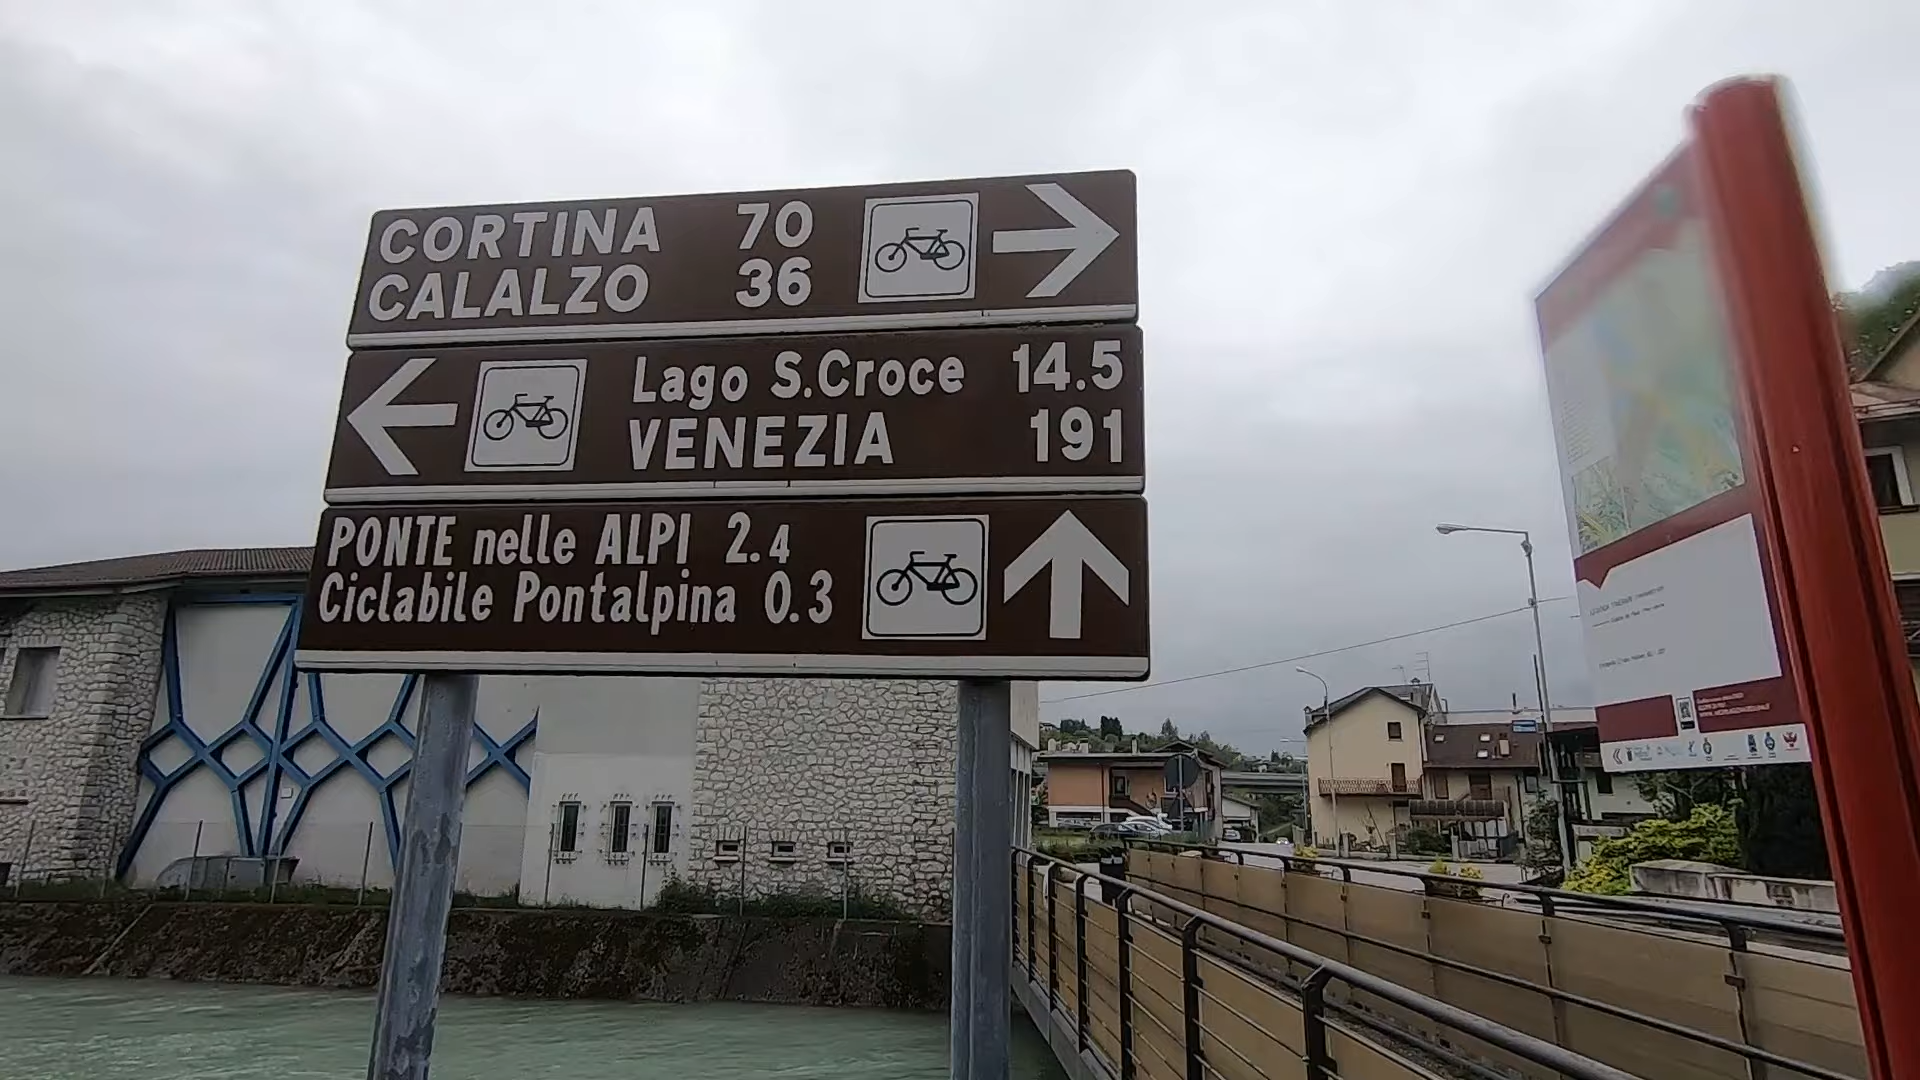 CORTINA 70
CALALZO 36
Lago S.Croce 14.5
VENEZIA 191
PONTE nelle ALPI 2.4
Ciclabile Pontalpina 0.3